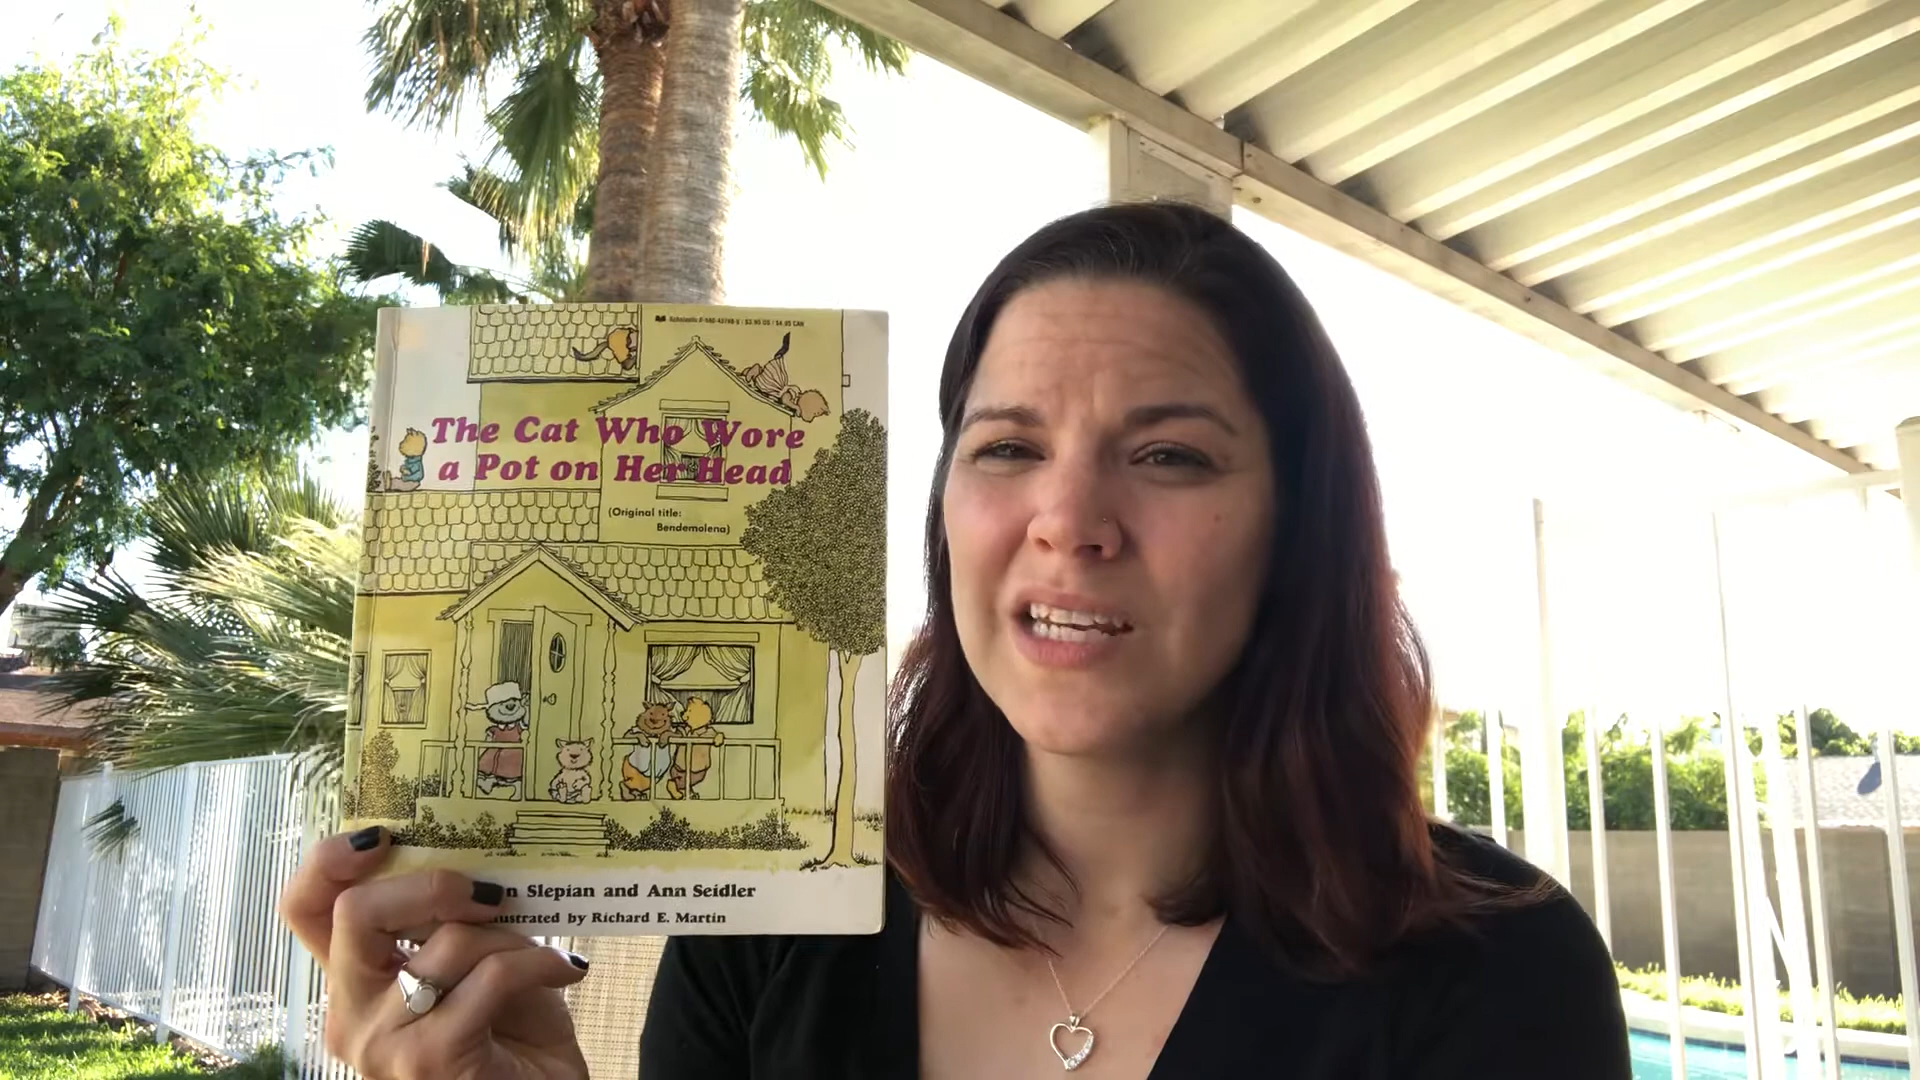 The Cat Who Wore
a Pot on Her Head
(Original title:
Bendemolena)
Slepian and Ann Seidler
Illustrated by Richard E. Martin